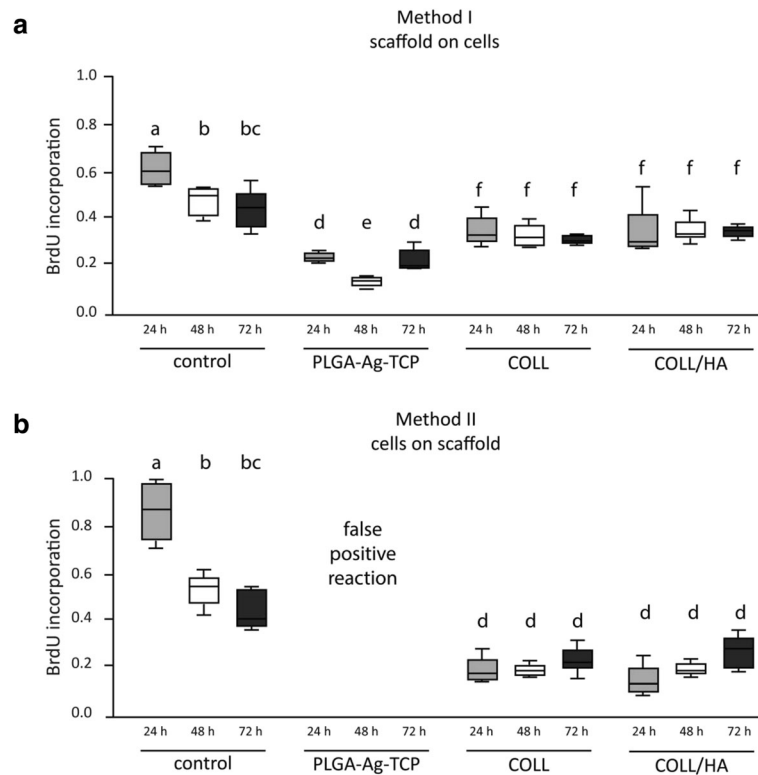 a
Method I
scaffold on cells
BrdU incorporation
1.0
0.8
0.6
0.4
0.2
0.0
a b bc d e d f f f f f f
24 h 48 h 72 h 24 h 48 h 72 h 24 h 48 h 72 h 24 h 48 h 72 h
control PLGA-Ag-TCP COLL COLL/HA
b
Method II
cells on scaffold
BrdU incorporation
1.0
0.8
0.6
0.4
0.2
0.0
a b bc
false
positive
reaction
d d d d d d
24 h 48 h 72 h 24 h 48 h 72 h 24 h 48 h 72 h 24 h 48 h 72 h
control PLGA-Ag-TCP COLL COLL/HA